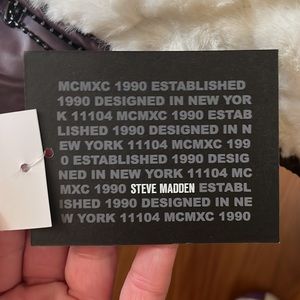 MCMXC 1990 ESTABLISHED
1990 DESIGNED IN NEW YOR
K 11104 MCMXC 1990 ESTAB
LISHED 1990 DESIGNED IN N
EW YORK 11104 MCMXC 199
0 ESTABLISHED 1990 DESIG
NED IN NEW YORK 11104 MC
MXC 1990 STEVE MADDEN ESTABL
ISHED 1990 DESIGNED IN NE
W YORK 11104 MCMXC 1990